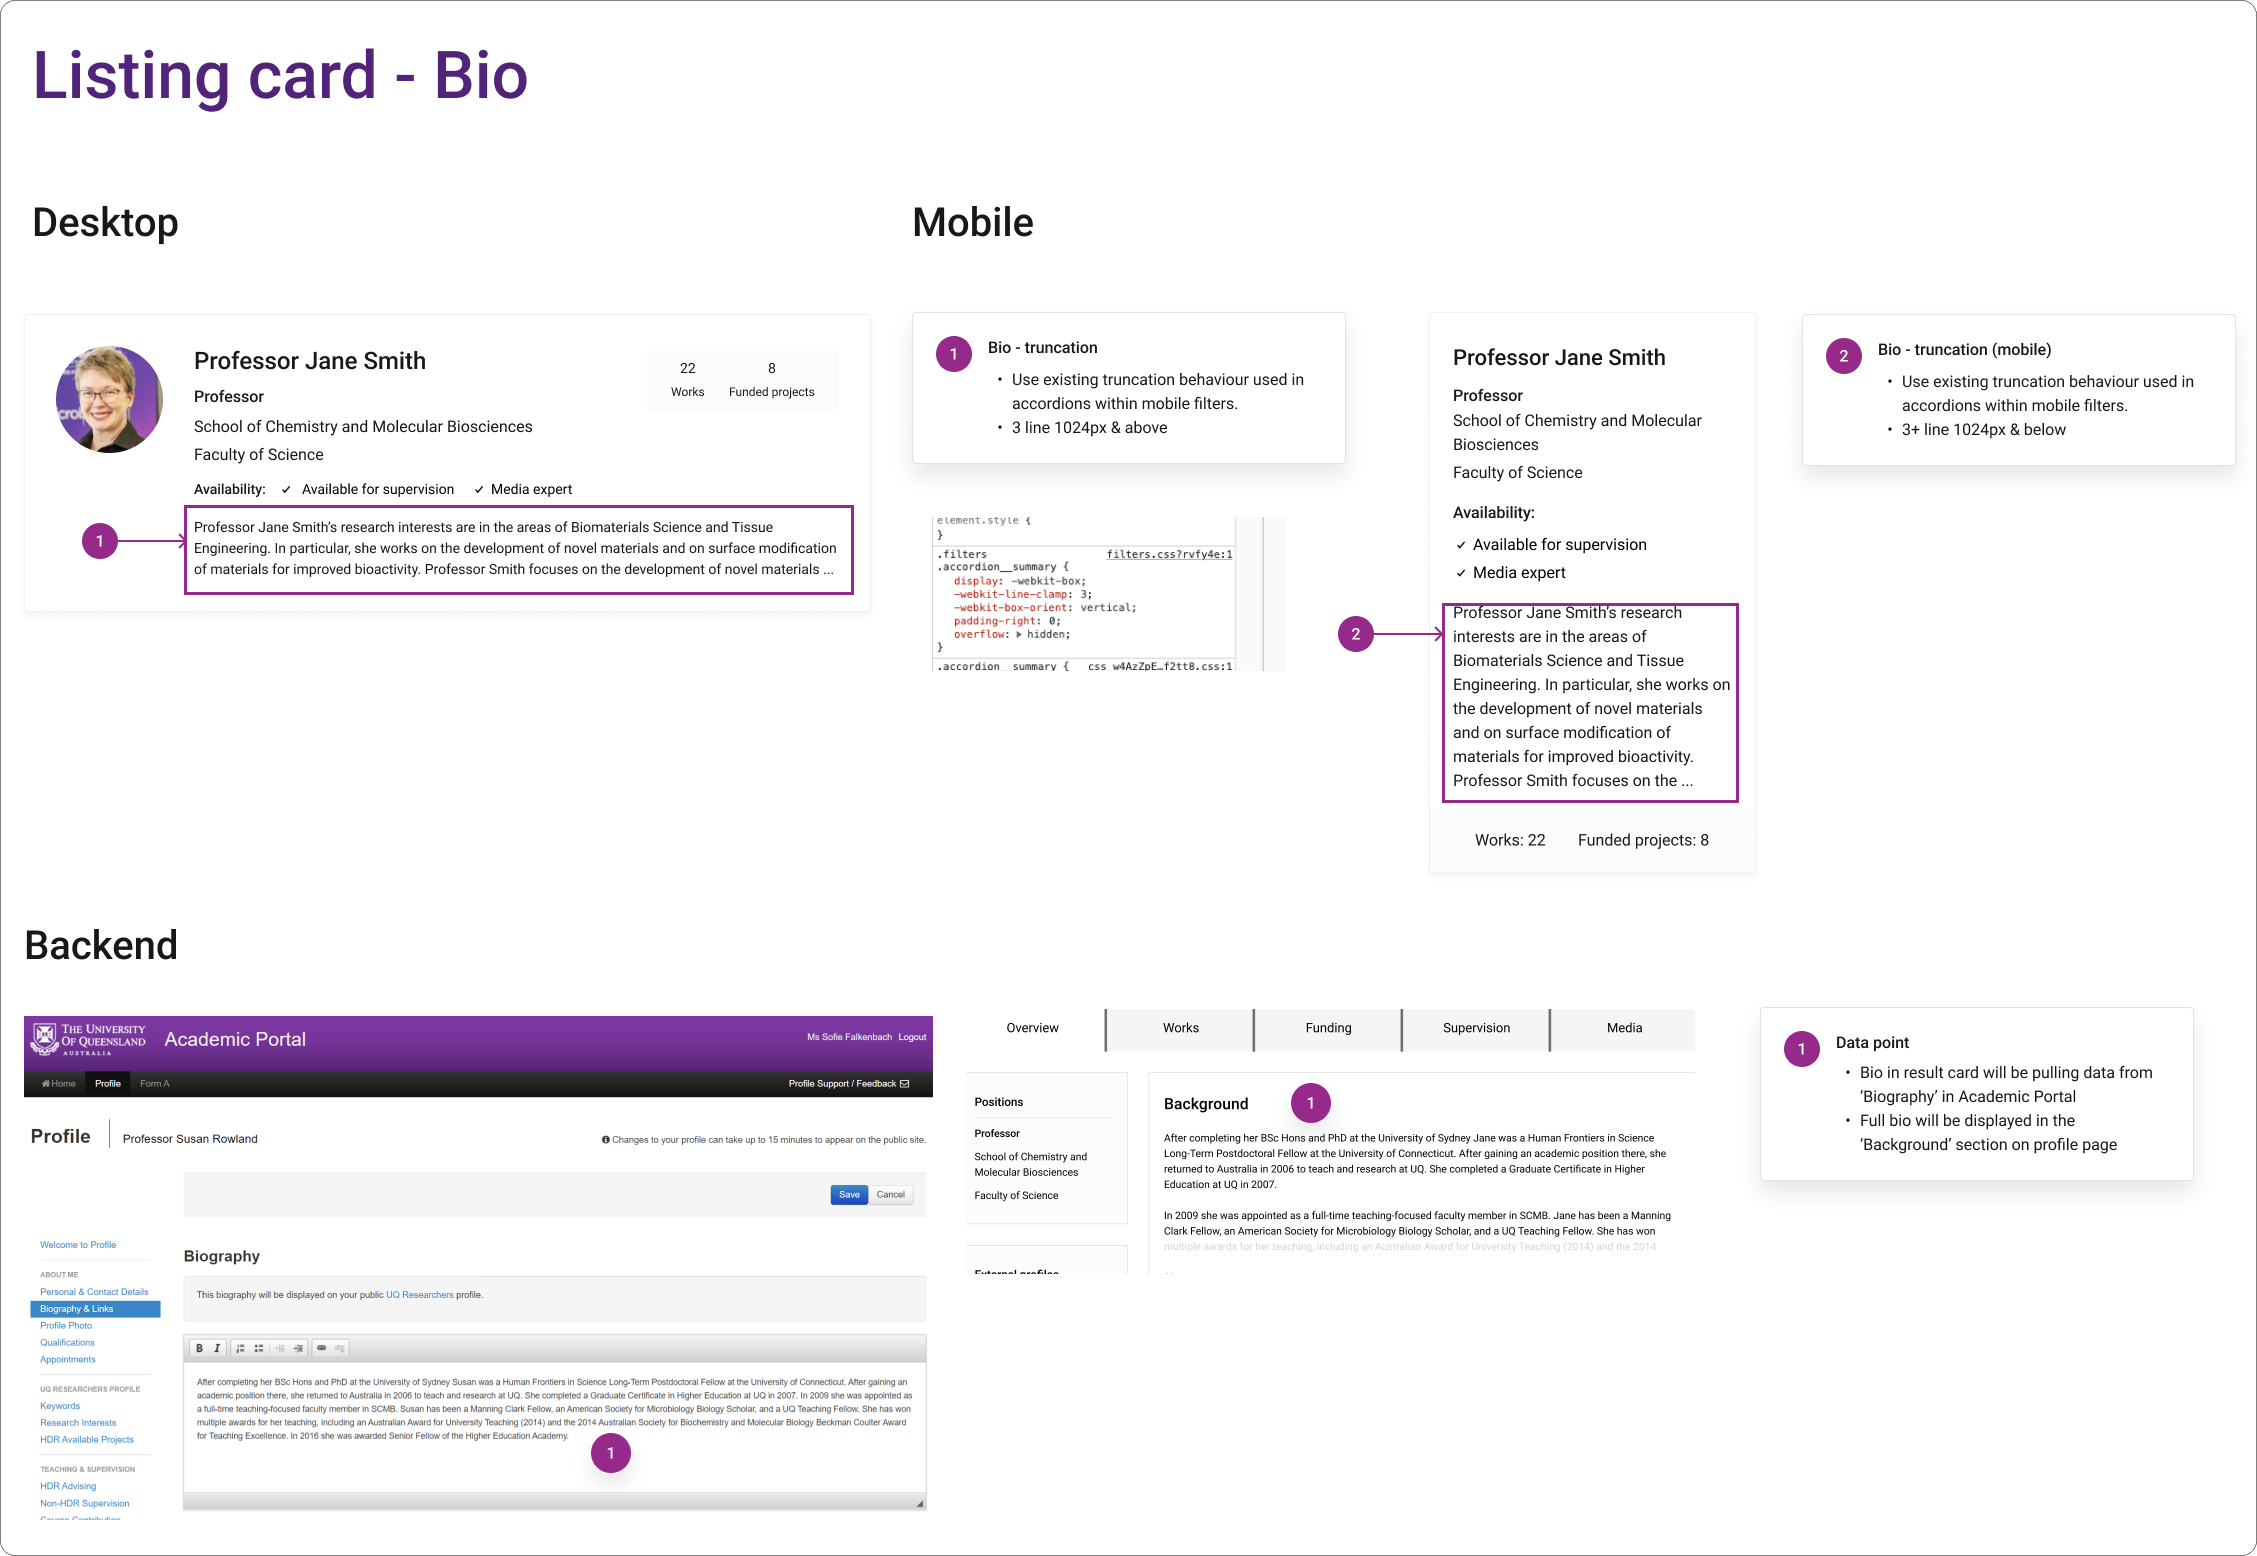 Listing card - Bio
Desktop
Professor Jane Smith
Professor
School of Chemistry and Molecular Biosciences
Faculty of Science
Availability: ✓ Available for supervision ✓ Media expert
22
Works
8
Funded projects
1
Professor Jane Smith’s research interests are in the areas of Biomaterials Science and Tissue
Engineering. In particular, she works on the development of novel materials and on surface modification
of materials for improved bioactivity. Professor Smith focuses on the development of novel materials ...
Mobile
1
Bio - truncation
• Use existing truncation behaviour used in
accordions within mobile filters.
• 3 line 1024px & above
element.style {
}
.filters filters.css?rvfy4e:1
.accordion__summary {
display: -webkit-box;
-webkit-line-clamp: 3;
-webkit-box-orient: vertical;
padding-right: 0;
overflow: ▶ hidden;
}
.accordion__summary { css_w4AzZpE…f2tt8.css:1
Professor Jane Smith
Professor
School of Chemistry and Molecular
Biosciences
Faculty of Science
Availability:
✓ Available for supervision
✓ Media expert
2
Professor Jane Smith’s research
interests are in the areas of
Biomaterials Science and Tissue
Engineering. In particular, she works on
the development of novel materials
and on surface modification of
materials for improved bioactivity.
Professor Smith focuses on the ...
Works: 22 Funded projects: 8
2
Bio - truncation (mobile)
• Use existing truncation behaviour used in
accordions within mobile filters.
• 3+ line 1024px & below
Backend
THE UNIVERSITY
OF QUEENSLAND
AUSTRALIA
Academic Portal
Ms Sofie Falkenbach Logout
Home Profile Form A
Profile Support / Feedback
Profile
Professor Susan Rowland
Changes to your profile can take up to 15 minutes to appear on the public site.
Save Cancel
Welcome to Profile
ABOUT ME
Personal & Contact Details
Biography & Links
Profile Photo
Qualifications
Appointments
UQ RESEARCHERS PROFILE
Keywords
Research Interests
HDR Available Projects
TEACHING & SUPERVISION
HDR Advising
Non-HDR Supervision
Course Contribution
Biography
This biography will be displayed on your public UQ Researchers profile.
B I
After completing her BSc Hons and PhD at the University of Sydney Susan was a Human Frontiers in Science Long-Term Postdoctoral Fellow at the University of Connecticut. After gaining an
academic position there, she returned to Australia in 2006 to teach and research at UQ. She completed a Graduate Certificate in Higher Education at UQ in 2007. In 2009 she was appointed as
a full-time teaching-focused faculty member in SCMB. Susan has been a Manning Clark Fellow, an American Society for Microbiology Biology Scholar, and a UQ Teaching Fellow. She has won
multiple awards for her teaching, including an Australian Award for University Teaching (2014) and the 2014 Australian Society for Biochemistry and Molecular Biology Beckman Coulter Award
for Teaching Excellence. In 2016 she was awarded Senior Fellow of the Higher Education Academy.
1
Overview Works Funding Supervision Media
Positions
Professor
School of Chemistry and
Molecular Biosciences
Faculty of Science
External profiles
Background
1
After completing her BSc Hons and PhD at the University of Sydney Jane was a Human Frontiers in Science
Long-Term Postdoctoral Fellow at the University of Connecticut. After gaining an academic position there, she
returned to Australia in 2006 to teach and research at UQ. She completed a Graduate Certificate in Higher
Education at UQ in 2007.
In 2009 she was appointed as a full-time teaching-focused faculty member in SCMB. Jane has been a Manning
Clark Fellow, an American Society for Microbiology Biology Scholar, and a UQ Teaching Fellow. She has won
multiple awards for her teaching, including an Australian Award for University Teaching (2014) and the 2014
1
Data point
• Bio in result card will be pulling data from
‘Biography’ in Academic Portal
• Full bio will be displayed in the
‘Background’ section on profile page